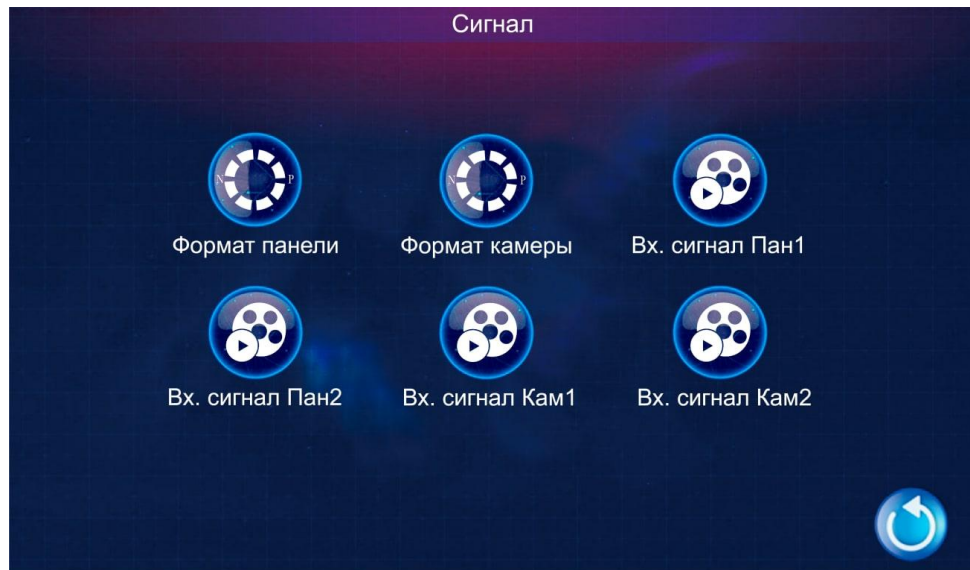 Сигнал
N P
N P
Формат панели
Формат камеры
Вх. сигнал Пан1
Вх. сигнал Пан2
Вх. сигнал Кам1
Вх. сигнал Кам2